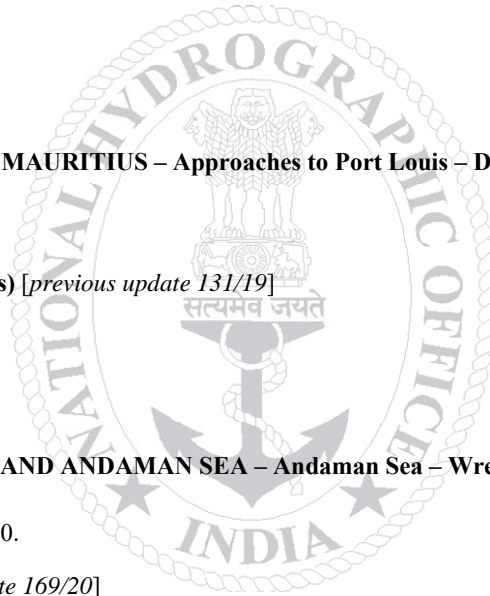 NATIONAL HYDROGRAPHIC OFFICE
MAURITIUS – Approaches to Port Louis – D
s) [previous update 131/19]
सत्यमेव जयते
AND ANDAMAN SEA – Andaman Sea – Wre
0.
INDIA
te 169/20]